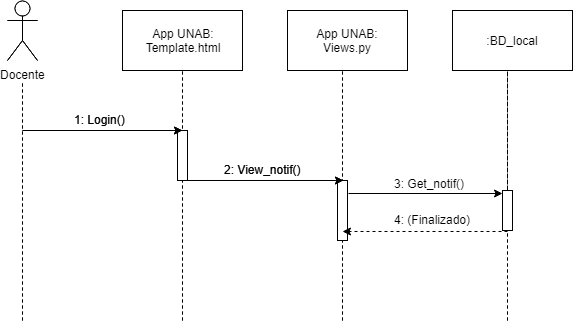 App UNAB:
Template.html
App UNAB:
Views.py
:BD_local
Docente
1: Login()
2: View_notif()
3: Get_notif()
4: (Finalizado)